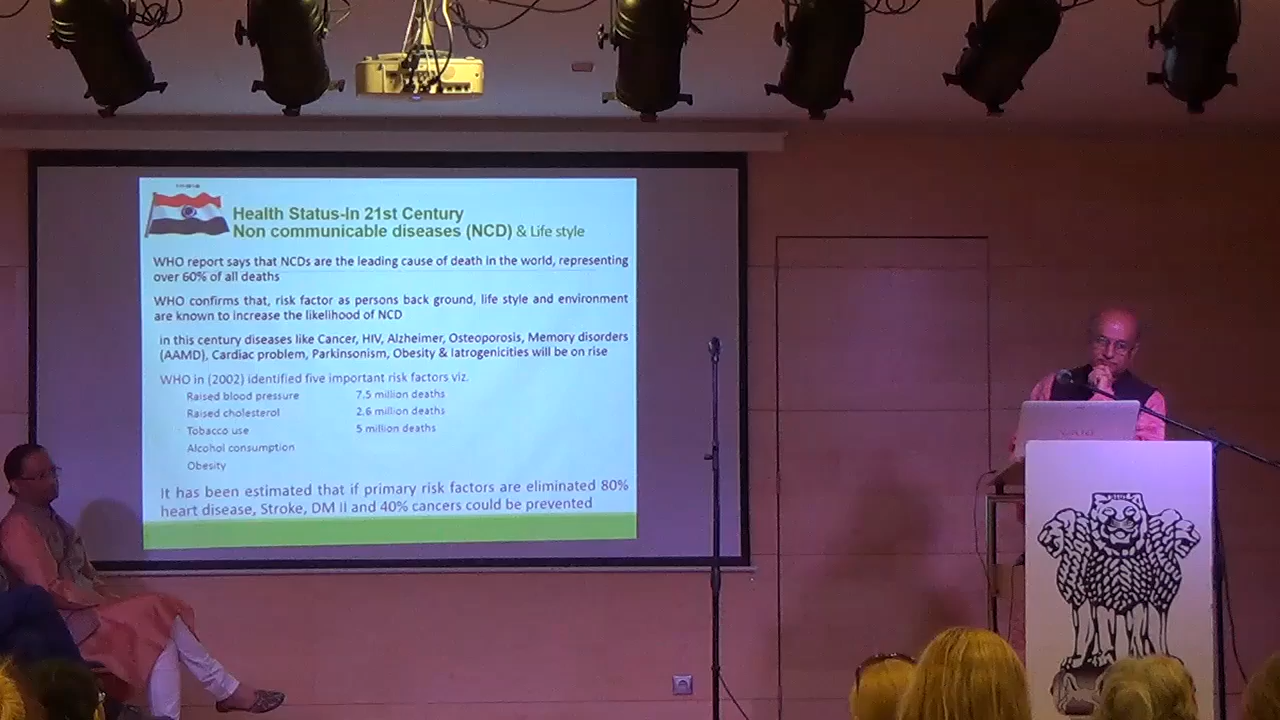 Health Status-In 21st Century
Non communicable diseases (NCD) & Life style
WHO report says that NCDs are the leading cause of death in the world, representing
over 60% of all deaths
WHO confirms that, risk factor as persons back ground, life style and environment
are known to increase the likelihood of NCD
in this century diseases like Cancer, HIV, Alzheimer, Osteoporosis, Memory disorders
(AAMD), Cardiac problem, Parkinsonism, Obesity & Iatrogenicities will be on rise
WHO in (2002) identified five important risk factors viz.
Raised blood pressure 7.5 million deaths
Raised cholesterol 2.6 million deaths
Tobacco use 5 million deaths
Alcohol consumption
Obesity
It has been estimated that if primary risk factors are eliminated 80%
heart disease, Stroke, DM II and 40% cancers could be prevented